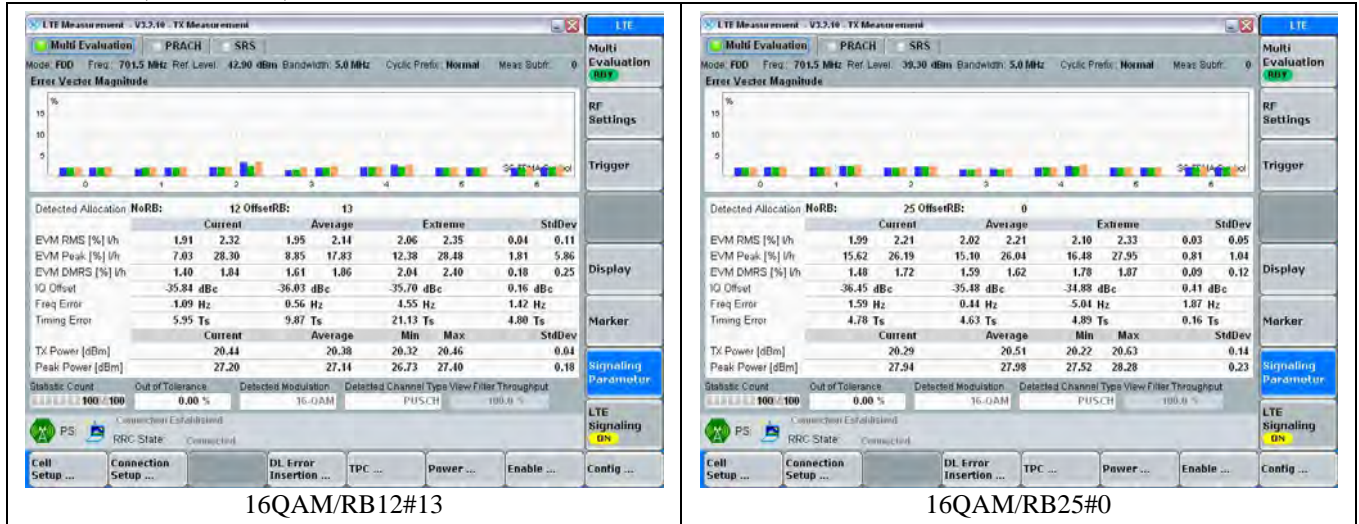 LTE Measurement - V3.2.10 - TX Measurement
LTE
Multi Evaluation PRACH SRS
Multi Evaluation RDY
Mode: FDD Freq.: 701.5 MHz Ref. Level: 42.90 dBm Bandwidth: 5.0 MHz Cyclic Prefix: Normal Meas Subfr.: 0
Error Vector Magnitude
%
15
10
5
0 1 2 3 4 5 6
RF Settings
Trigger
Detected Allocation NoRB: 12 OffsetRB: 13
Current Average Extreme StdDev
EVM RMS [%] l/h 1.91 2.32 1.95 2.14 2.06 2.35 0.04 0.11
EVM Peak [%] l/h 7.03 28.30 8.85 17.83 12.38 28.48 1.81 5.86
EVM DMRS [%] l/h 1.40 1.84 1.61 1.86 2.04 2.40 0.18 0.25
IQ Offset -35.84 dBc -36.03 dBc -35.70 dBc 0.16 dBc
Freq Error -1.09 Hz 0.56 Hz 4.55 Hz 1.42 Hz
Timing Error 5.95 Ts 9.87 Ts 21.13 Ts 4.80 Ts
Current Average Min Max StdDev
TX Power [dBm] 20.44 20.38 20.32 20.46 0.04
Peak Power [dBm] 27.20 27.14 26.73 27.40 0.18
Display
Marker
Signaling Parameter
Statistic Count Out of Tolerance Detected Modulation Detected Channel Type View Filter Throughput
100 / 100 0.00 % 16-QAM PUSCH 100.0 %
PS: Connection Established
RRC State: Connected
LTE Signaling ON
Cell Setup ... Connection Setup ... DL Error Insertion ... TPC ... Power ... Enable ... Config ...
16QAM/RB12#13
LTE Measurement - V3.2.10 - TX Measurement
LTE
Multi Evaluation PRACH SRS
Multi Evaluation RDY
Mode: FDD Freq.: 701.5 MHz Ref. Level: 39.30 dBm Bandwidth: 5.0 MHz Cyclic Prefix: Normal Meas Subfr.: 0
Error Vector Magnitude
%
15
10
5
0 1 2 3 4 5 6
RF Settings
Trigger
Detected Allocation NoRB: 25 OffsetRB: 0
Current Average Extreme StdDev
EVM RMS [%] l/h 1.99 2.21 2.02 2.21 2.10 2.33 0.03 0.05
EVM Peak [%] l/h 15.62 26.19 15.10 26.04 16.48 27.95 0.81 1.04
EVM DMRS [%] l/h 1.48 1.72 1.59 1.62 1.78 1.87 0.09 0.12
IQ Offset -36.45 dBc -35.48 dBc -34.88 dBc 0.41 dBc
Freq Error 1.59 Hz 0.44 Hz -5.04 Hz 1.87 Hz
Timing Error 4.78 Ts 4.63 Ts 4.89 Ts 0.16 Ts
Current Average Min Max StdDev
TX Power [dBm] 20.29 20.51 20.22 20.63 0.14
Peak Power [dBm] 27.94 27.98 27.52 28.28 0.23
Display
Marker
Signaling Parameter
Statistic Count Out of Tolerance Detected Modulation Detected Channel Type View Filter Throughput
100 / 100 0.00 % 16-QAM PUSCH 100.0 %
PS: Connection Established
RRC State: Connected
LTE Signaling ON
Cell Setup ... Connection Setup ... DL Error Insertion ... TPC ... Power ... Enable ... Config ...
16QAM/RB25#0